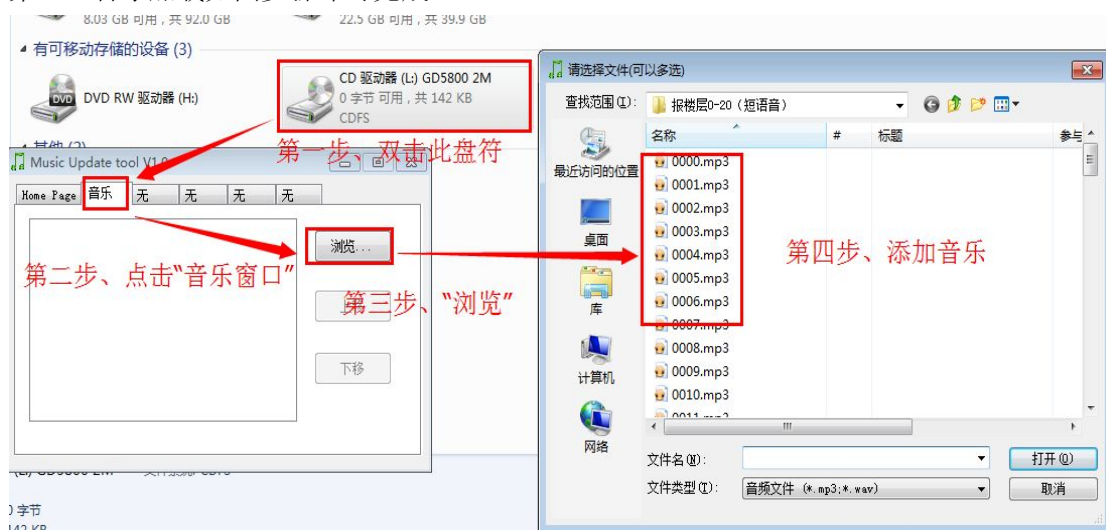 8.03 GB 可用，共 92.0 GB
22.5 GB 可用，共 39.9 GB
有可移动存储的设备 (3)
DVD
DVD RW 驱动器 (H:)
CD 驱动器 (L:) GD5800 2M
0 字节 可用，共 142 KB
CDFS
第一步、双击此盘符
Music Update tool V1.0
Home Page
音乐
无
无
无
无
浏览...
第二步、点击“音乐窗口”
第三步、“浏览”
下移
0 字节
142 KB
请选择文件(可以多选)
查找范围(I):
报楼层0-20（短语音）
最近访问的位置
桌面
库
计算机
网络
名称
#
标题
参与
0000.mp3
0001.mp3
0002.mp3
0003.mp3
0004.mp3
0005.mp3
0006.mp3
0007.mp3
0008.mp3
0009.mp3
0010.mp3
0011.mp3
第四步、添加音乐
文件名(N):
打开(O)
文件类型(T):
音频文件 (*.mp3;*.wav)
取消